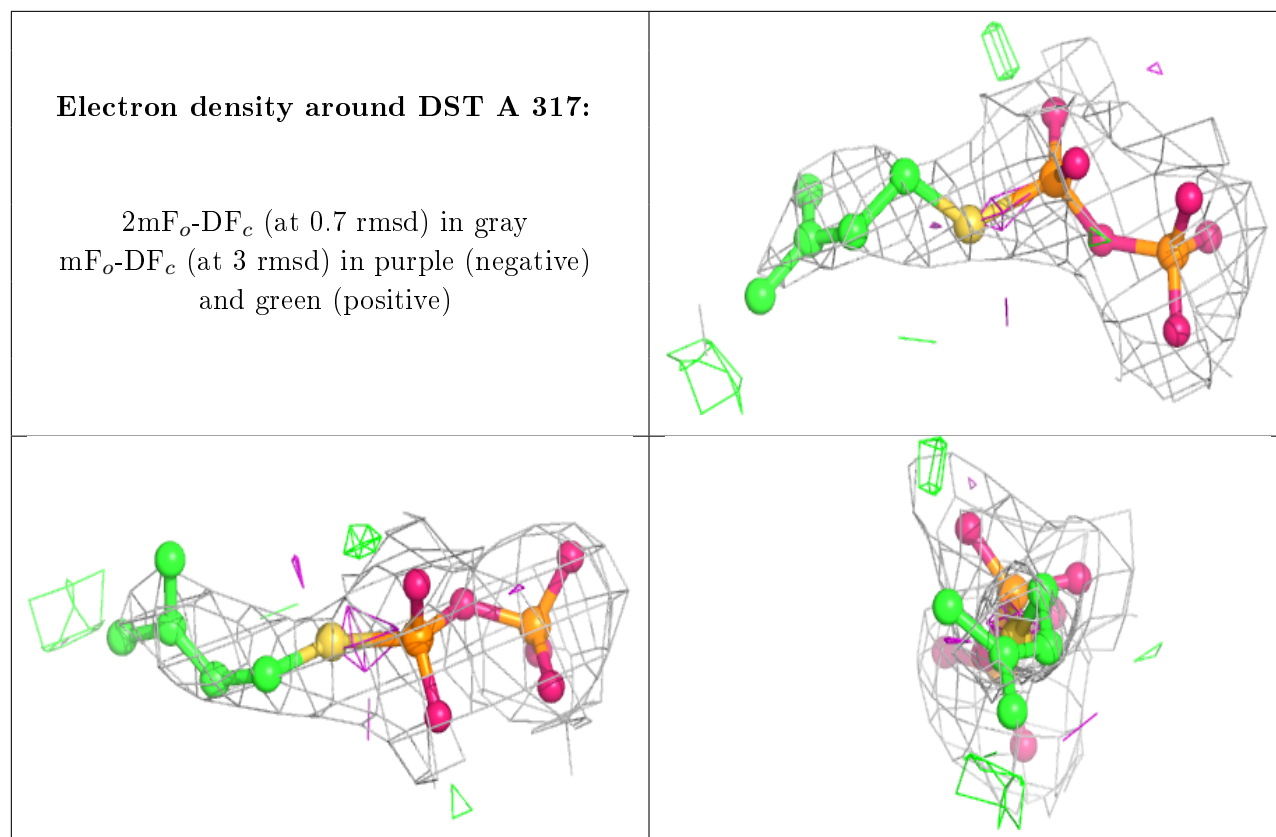 Electron density around DST A 317:
2mFₒ-DF𝒸 (at 0.7 rmsd) in gray
mFₒ-DF𝒸 (at 3 rmsd) in purple (negative)
and green (positive)